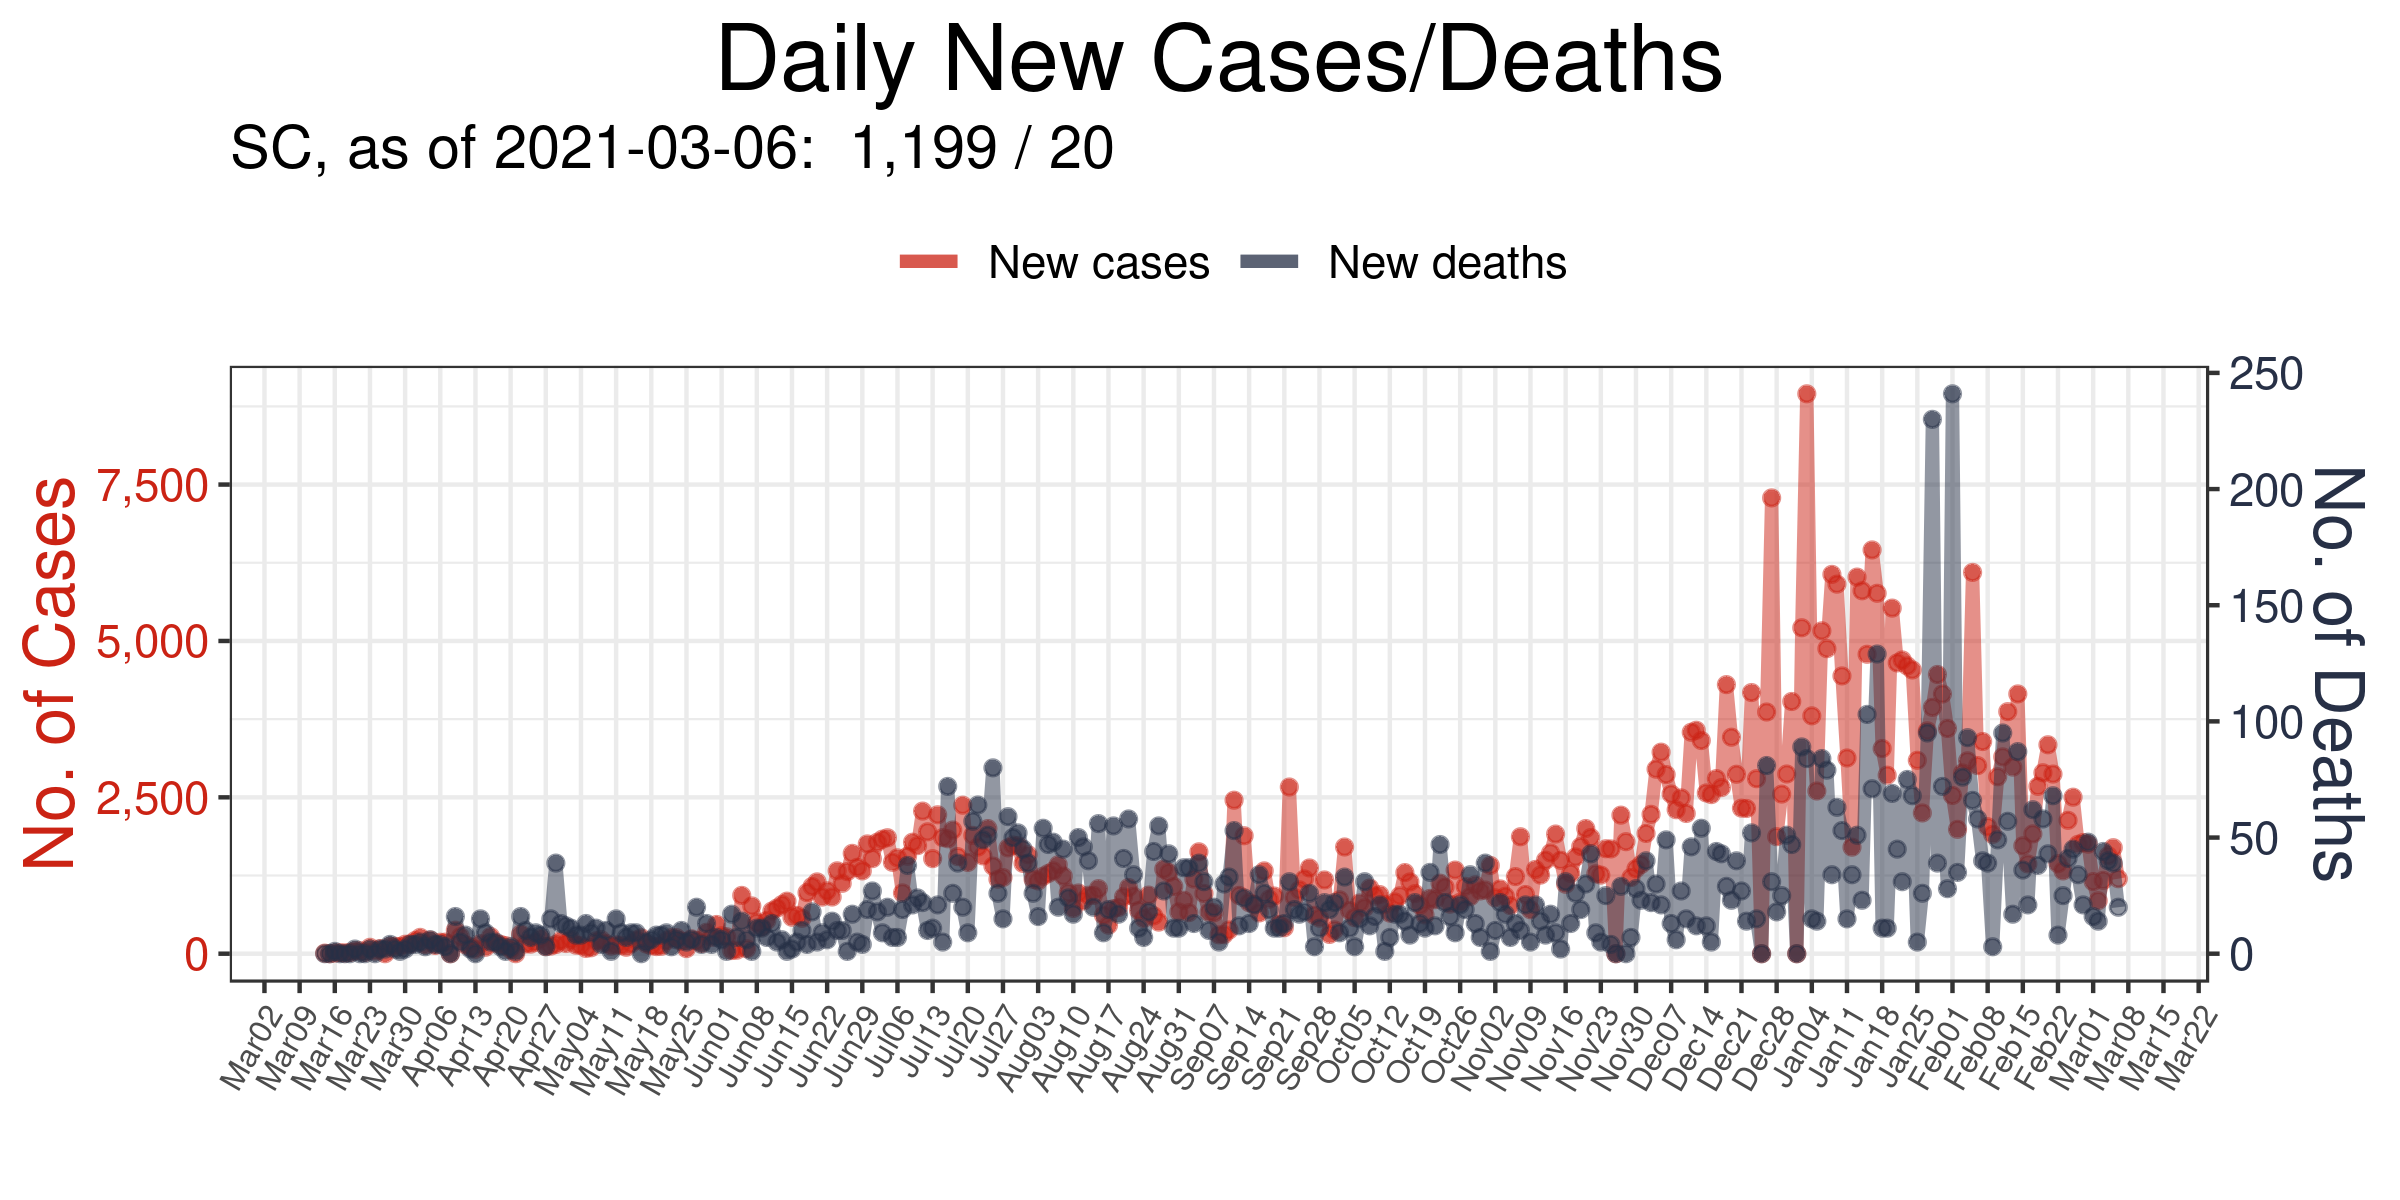 Daily New Cases/Deaths
SC, as of 2021-03-06: 1,199 / 20
New cases
New deaths
No. of Cases
7,500
5,000
2,500
0
250
200
150
100
50
0
No. of Deaths
Mar02
Mar09
Mar16
Mar23
Mar30
Apr06
Apr13
Apr20
Apr27
May04
May11
May18
May25
Jun01
Jun08
Jun15
Jun22
Jun29
Jul06
Jul13
Jul20
Jul27
Aug03
Aug10
Aug17
Aug24
Aug31
Sep07
Sep14
Sep21
Sep28
Oct05
Oct12
Oct19
Oct26
Nov02
Nov09
Nov16
Nov23
Nov30
Dec07
Dec14
Dec21
Dec28
Dec04
Jan11
Jan18
Jan25
Feb01
Feb08
Feb15
Feb22
Mar01
Mar08
Mar15
Mar22